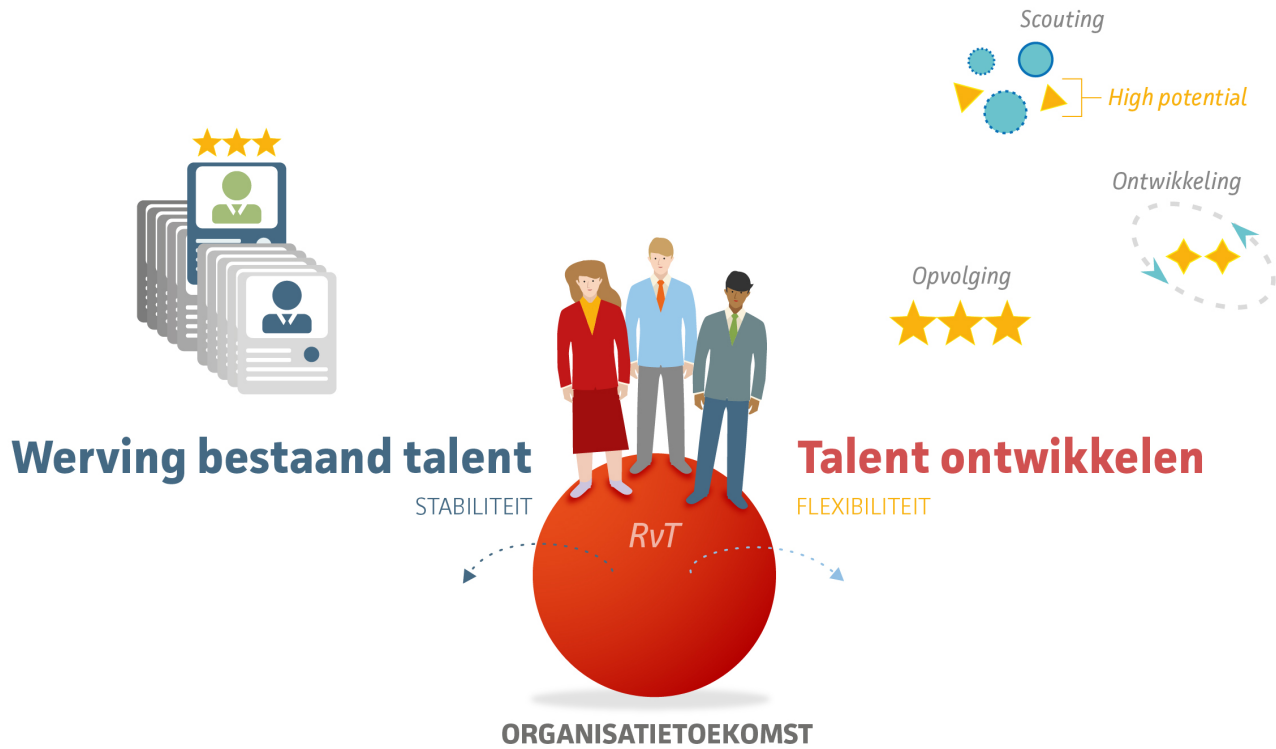 Scouting
High potential
Ontwikkeling
Opvolging
Werving bestaand talent
STABILITEIT
Talent ontwikkelen
FLEXIBILITEIT
RvT
ORGANISATIETOEKOMST